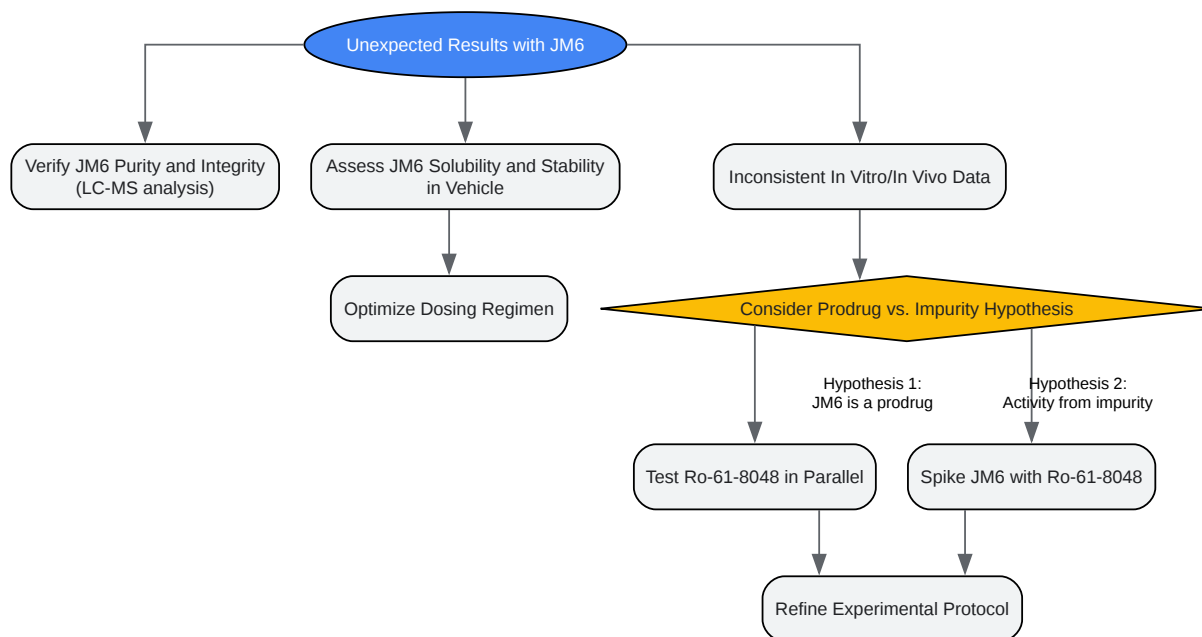 Unexpected Results with JM6
Verify JM6 Purity and Integrity
(LC-MS analysis)
Assess JM6 Solubility and Stability
in Vehicle
Inconsistent In Vitro/In Vivo Data
Optimize Dosing Regimen
Consider Prodrug vs. Impurity Hypothesis
Hypothesis 1:
JM6 is a prodrug
Hypothesis 2:
Activity from impurity
Test Ro-61-8048 in Parallel
Spike JM6 with Ro-61-8048
Refine Experimental Protocol